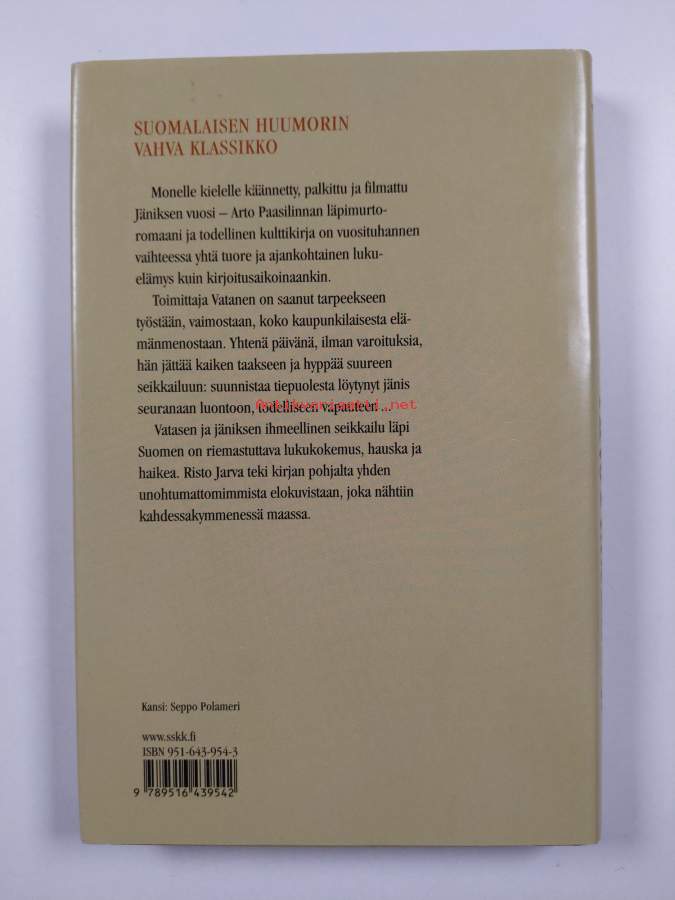 SUOMALAISEN HUUMORIN
VAHVA KLASSIKKO
Monelle kielelle käännetty, palkittu ja filmattu
Jäniksen vuosi – Arto Paasilinnan läpimurto-
romaani ja todellinen kulttikirja on vuosituhannen
vaihteessa yhtä tuore ja ajankohtainen luku-
elämys kuin kirjoitusaikoinaankin.
Toimittaja Vatanen on saanut tarpeekseen
työstään, vaimostaan, koko kaupunkilaisesta elä-
mänmenostaan. Yhtenä päivänä, ilman varoituksia,
hän jättää kaiken taakseen ja hyppää suureen
seikkailuun: suunnistaa tiepuolesta löytynyt jänis
seuranaan luontoon, todelliseen vapauteen ...
Antikvariaatti.net
Vatasen ja jäniksen ihmeellinen seikkailu läpi
Suomen on riemastuttava lukukokemus, hauska ja
haikea. Risto Jarva teki kirjan pohjalta yhden
unohtumattomimmista elokuvistaan, joka nähtiin
kahdessakymmenessä maassa.
Kansi: Seppo Polameri
www.sskk.fi
ISBN 951-643-954-3
9 789516 439542